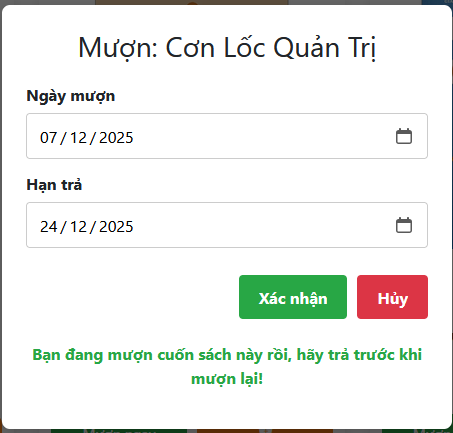 Mượn: Cơn Lốc Quản Trị
Ngày mượn
07/12/2025
Hạn trả
24/12/2025
Xác nhận
Hủy
Bạn đang mượn cuốn sách này rồi, hãy trả trước khi
mượn lại!